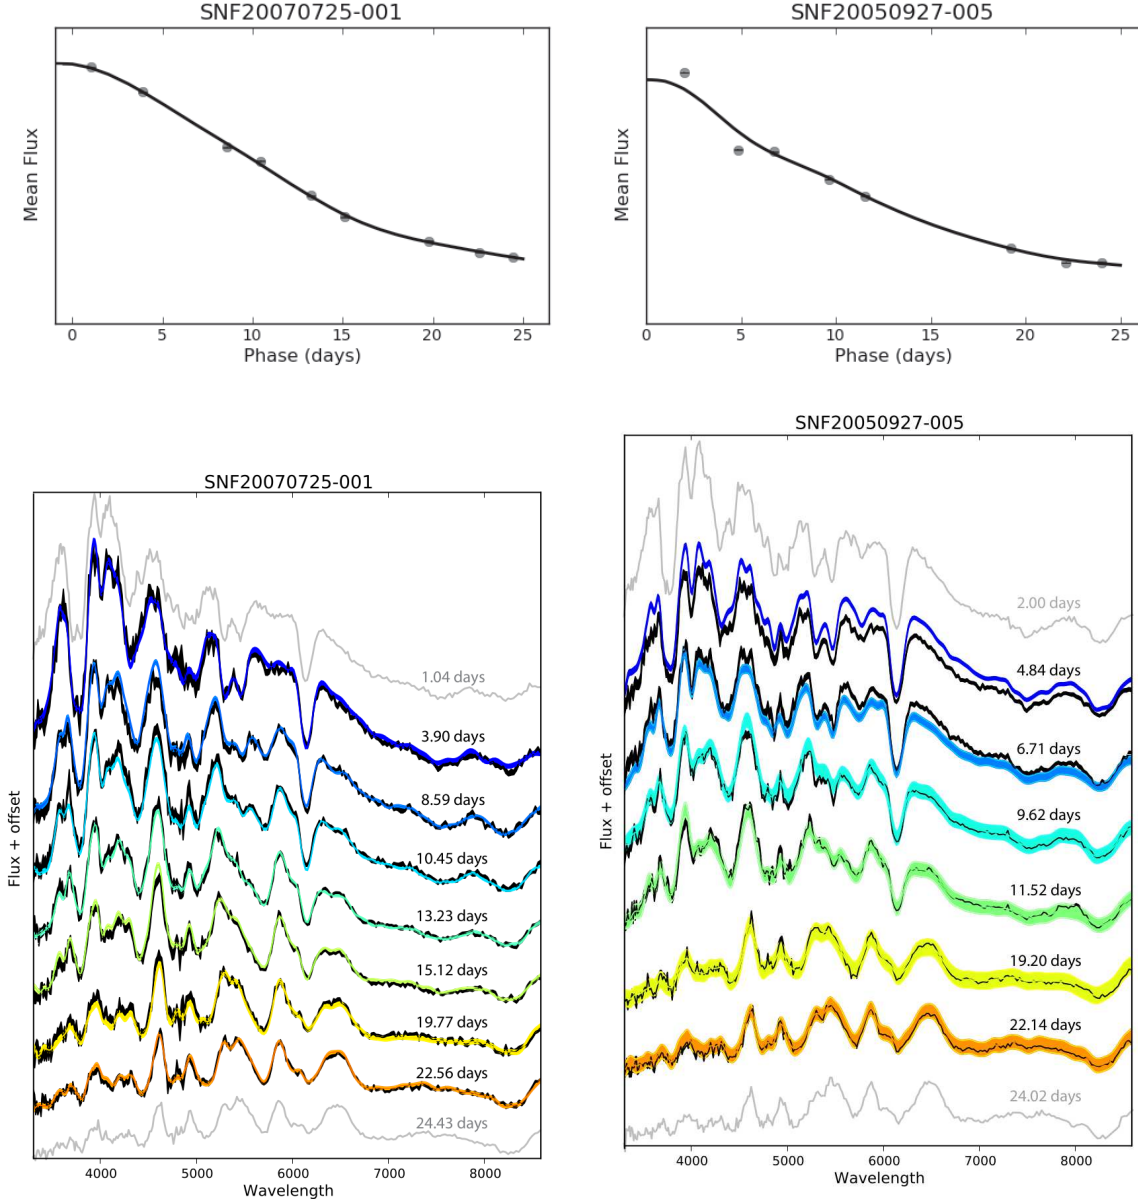 SNF20070725-001
Mean Flux
0 5 10 15 20 25
Phase (days)
SNF20050927-005
Mean Flux
0 5 10 15 20 25
Phase (days)
SNF20070725-001
Flux + offset
1.04 days
3.90 days
8.59 days
10.45 days
13.23 days
15.12 days
19.77 days
22.56 days
24.43 days
4000 5000 6000 7000 8000
Wavelength
SNF20050927-005
Flux + offset
2.00 days
4.84 days
6.71 days
9.62 days
11.52 days
19.20 days
22.14 days
24.02 days
4000 5000 6000 7000 8000
Wavelength